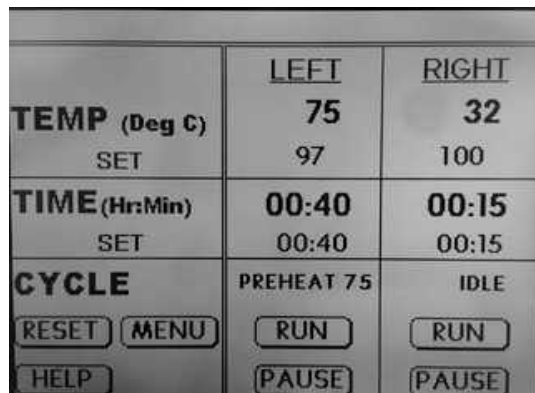 LEFT RIGHT
TEMP (Deg C) 75 32
SET 97 100
TIME(Hr:Min) 00:40 00:15
SET 00:40 00:15
CYCLE PREHEAT 75 IDLE
RESET MENU RUN RUN
HELP PAUSE PAUSE